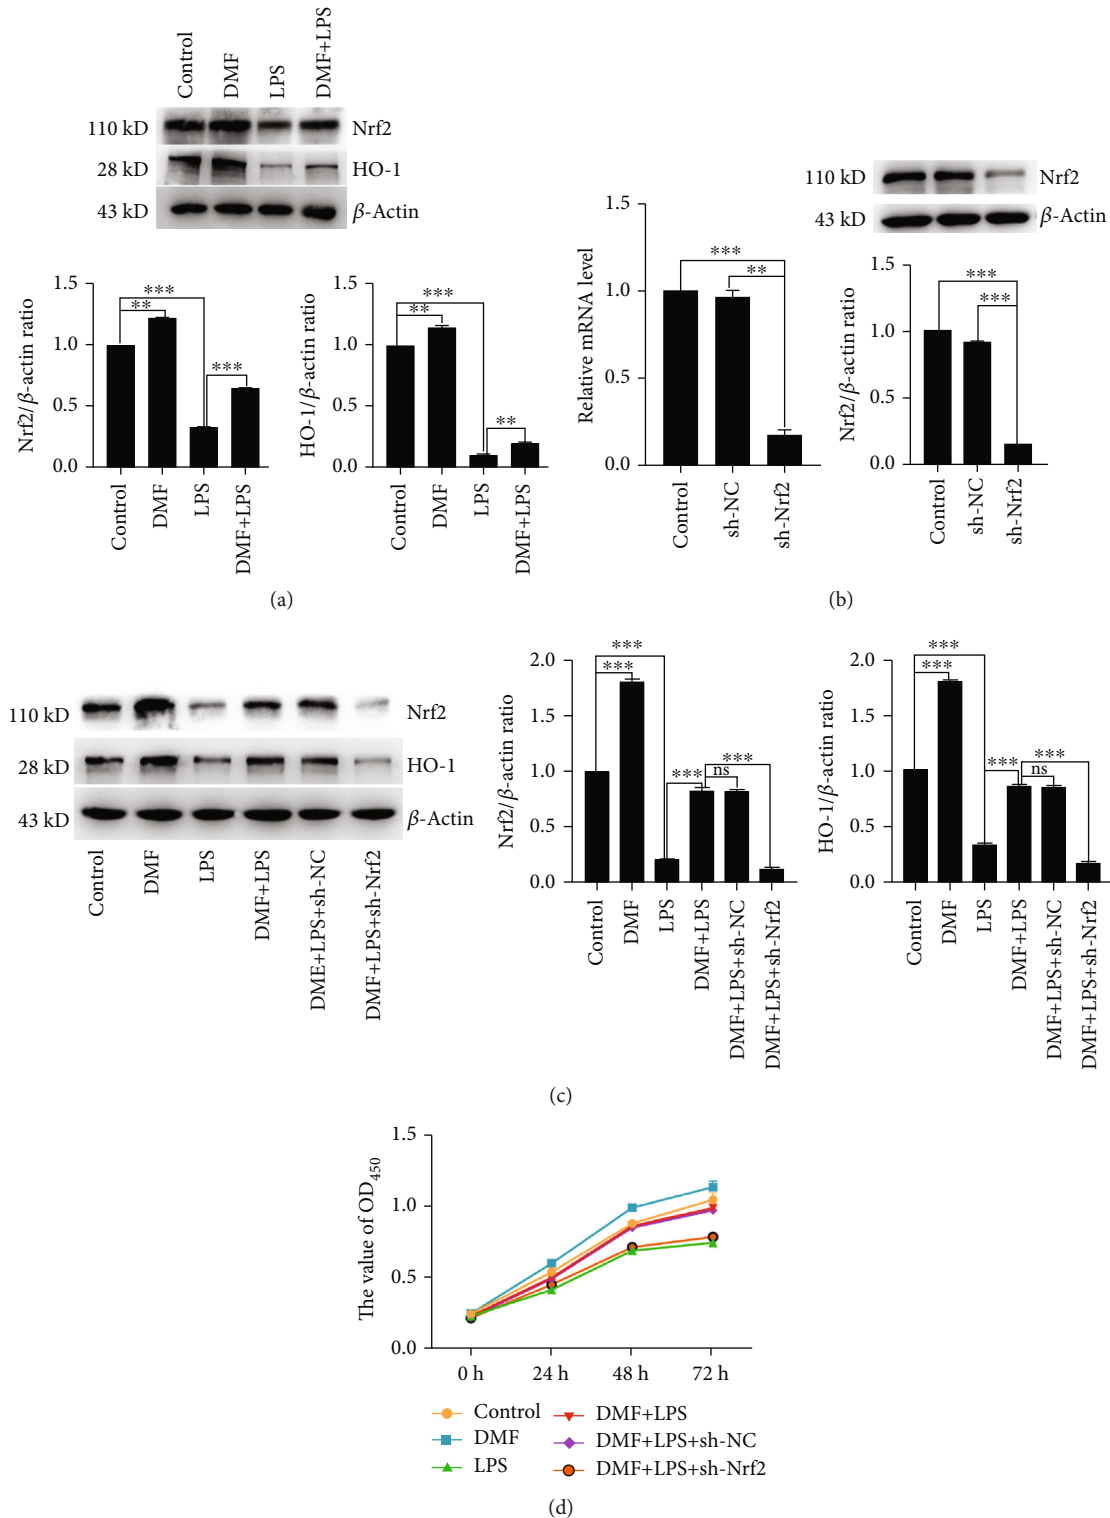 Control
DMF
LPS
DMF+LPS
110 kD
Nrf2
28 kD
HO-1
43 kD
β-Actin
Nrf2/β-actin ratio
1.5
1.0
0.5
0.0
***
**
***
Control
DMF
LPS
DMF+LPS
HO-1/β-actin ratio
1.5
1.0
0.5
0.0
***
**
**
Control
DMF
LPS
DMF+LPS
(a)
Relative mRNA level
1.5
1.0
0.5
0.0
***
**
Control
sh-NC
sh-Nrf2
110 kD
Nrf2
43 kD
β-Actin
Nrf2/β-actin ratio
1.5
1.0
0.5
0.0
***
***
Control
sh-NC
sh-Nrf2
(b)
110 kD
Nrf2
28 kD
HO-1
43 kD
β-Actin
Control
DMF
LPS
DMF+LPS
DME+LPS+sh-NC
DMF+LPS+sh-Nrf2
Nrf2/β-actin ratio
2.0
1.5
1.0
0.5
0.0
***
***
***
ns
***
Control
DMF
LPS
DMF+LPS
DMF+LPS+sh-NC
DMF+LPS+sh-Nrf2
HO-1/β-actin ratio
2.0
1.5
1.0
0.5
0.0
***
***
***
ns
***
Control
DMF
LPS
DMF+LPS
DMF+LPS+sh-NC
DMF+LPS+sh-Nrf2
(c)
The value of OD450
1.5
1.0
0.5
0.0
0 h
24 h
48 h
72 h
Control
DMF
LPS
DMF+LPS
DMF+LPS+sh-NC
DMF+LPS+sh-Nrf2
(d)